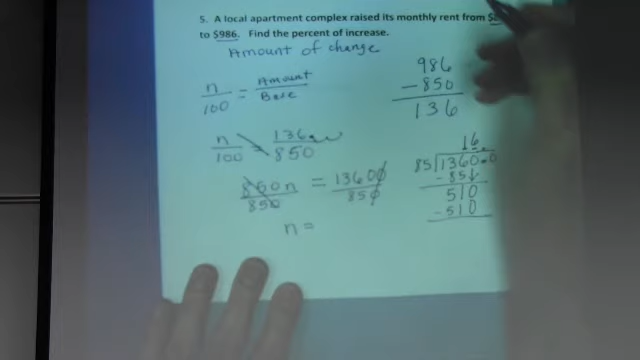 5. A local apartment complex raised its monthly rent from $8
to $986. Find the percent of increase.
Amount of change
n/100 = Amount/Base
986
- 850
136
n/100 = 136/850
850n/850 = 13600/850
n =
16.
85)1360.0
- 85↓
510
- 510